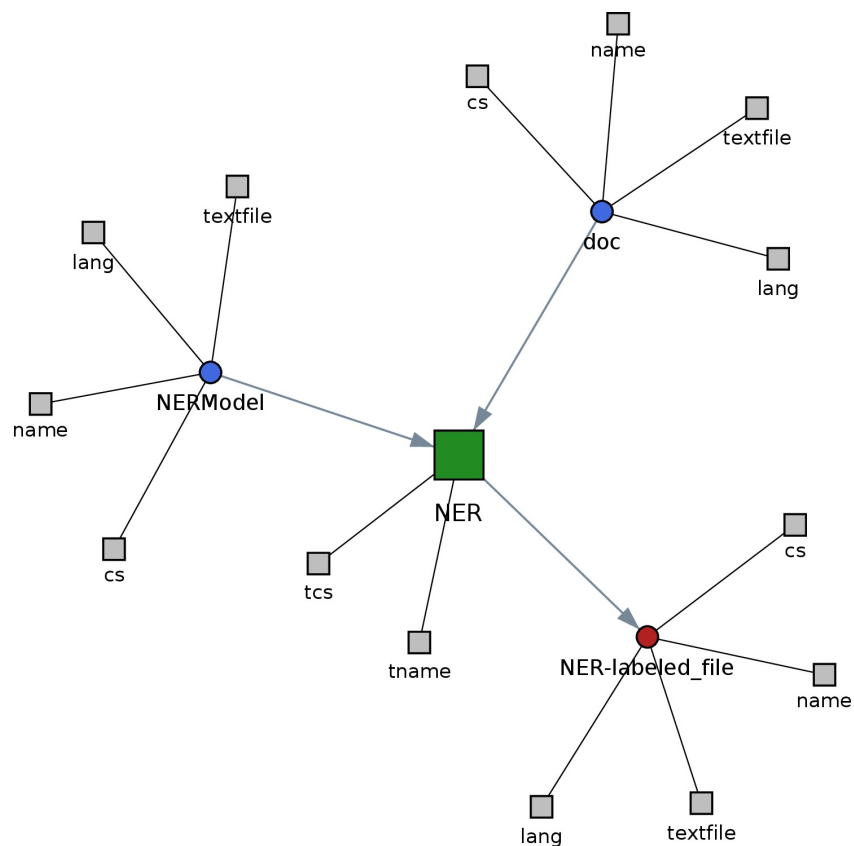 name
cs
textfile
textfile
doc
lang
lang
NERModel
name
NER
cs
cs
tcs
tname
NER-labeled_file
name
textfile
lang